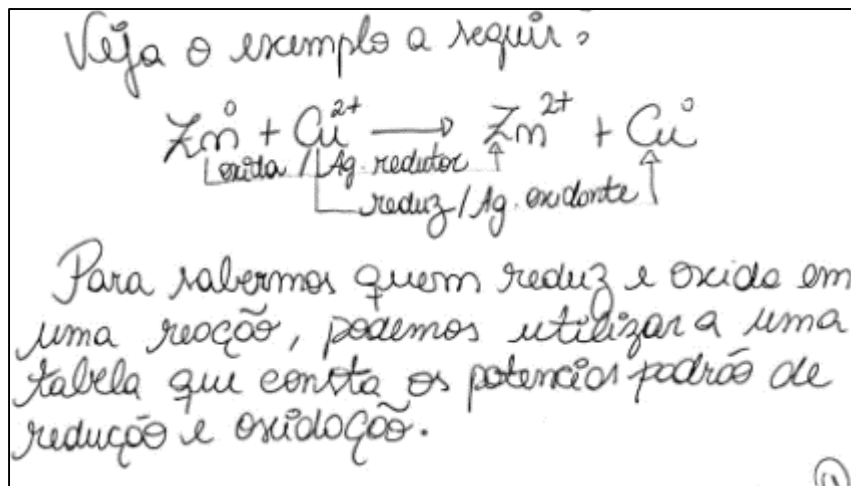 Veja o exemplo a seguir:
Zn⁰ + Cu²⁺ → Zn²⁺ + Cu⁰
oxida / Ag. redutor
reduz / Ag. oxidante
Para sabermos quem reduz e oxida em
uma reação, podemos utilizar a uma
tabela que consta os potenciais padrão de
redução e oxidação.